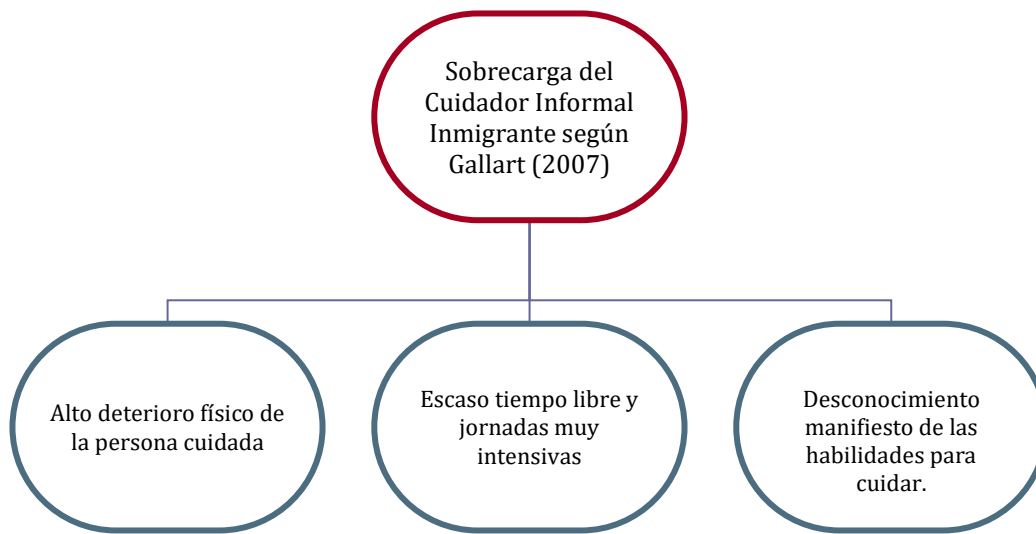 Sobrecarga del
Cuidador Informal
Inmigrante según
Gallart (2007)
Alto deterioro físico de
la persona cuidada
Escaso tiempo libre y
jornadas muy
intensivas
Desconocimiento
manifiesto de las
habilidades para
cuidar.